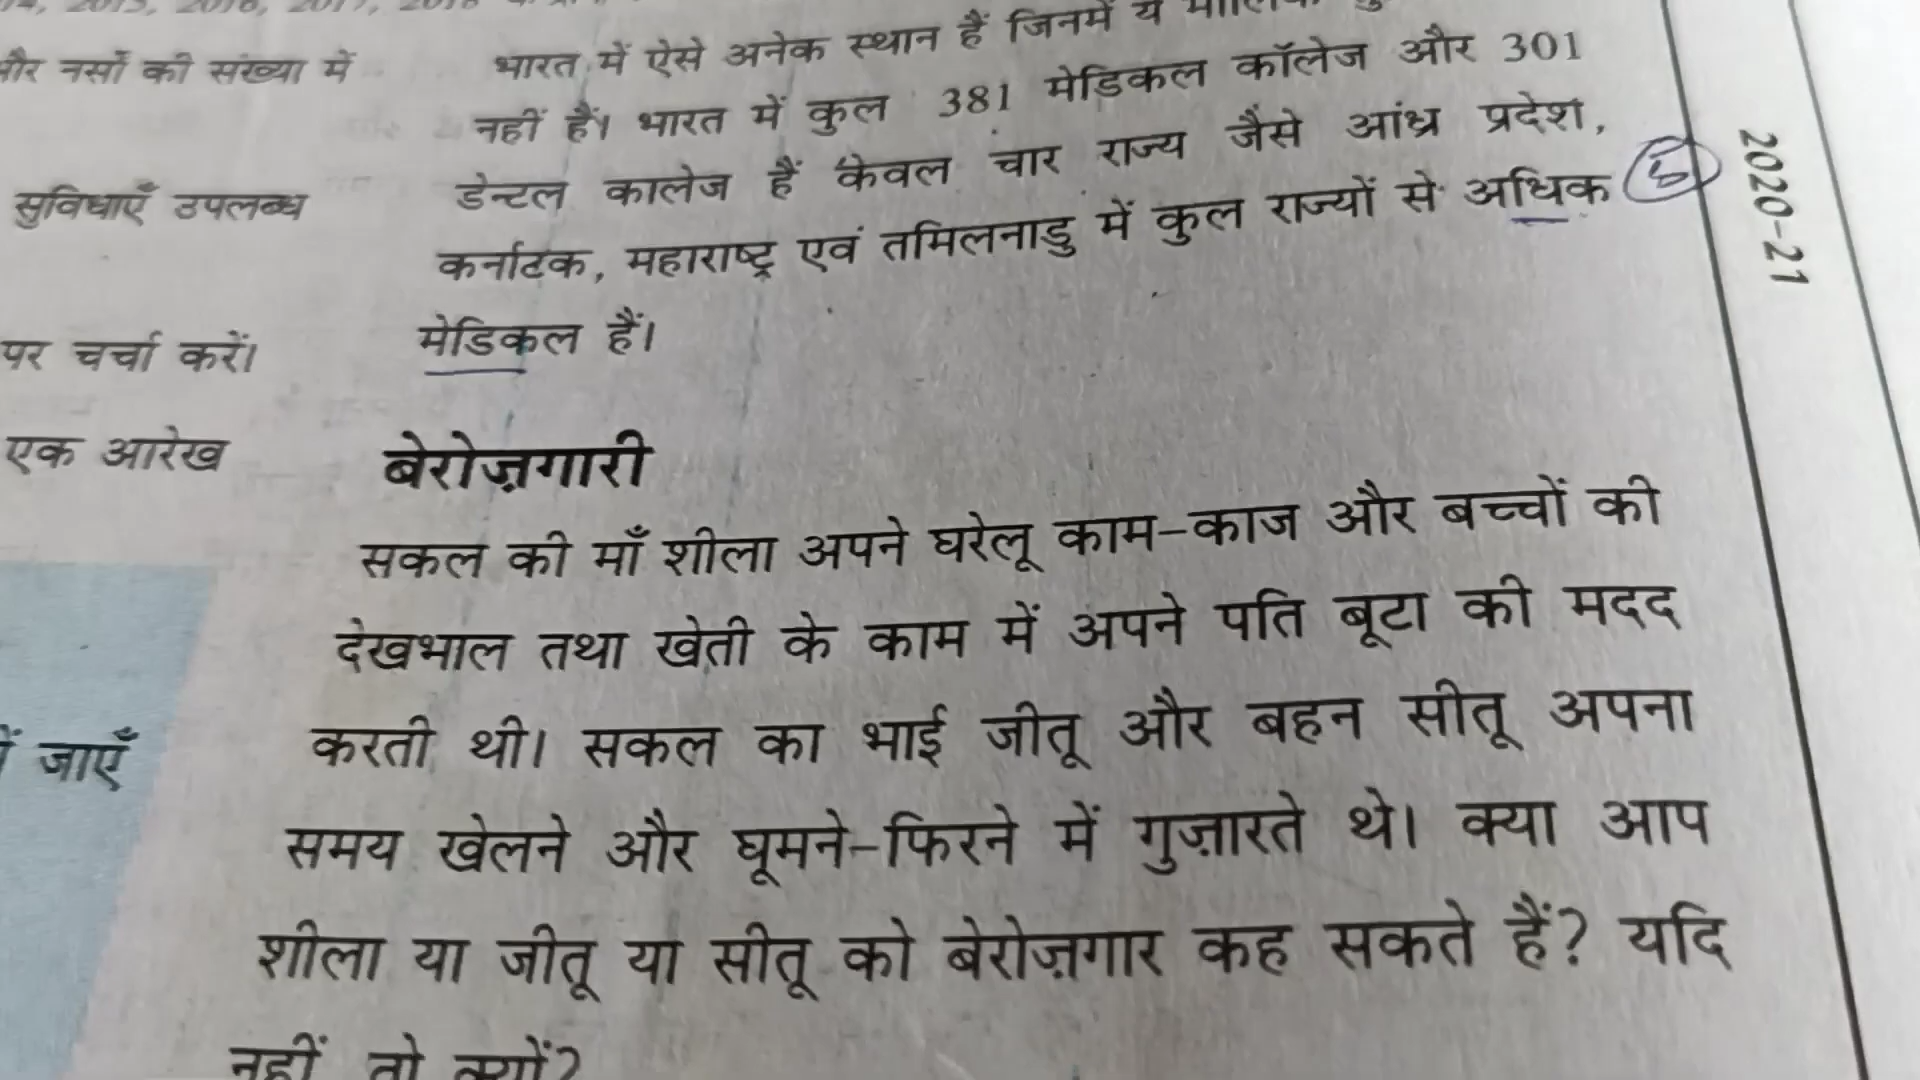 और नर्सों की संख्या में
सुविधाएँ उपलब्ध
पर चर्चा करें।
एक आरेख
में जाएँ
भारत में ऐसे अनेक स्थान हैं जिनमें ये
नहीं हैं। भारत में कुल 381 मेडिकल कॉलेज और 301
डेन्टल कालेज हैं केवल चार राज्य जैसे आंध्र प्रदेश,
कर्नाटक, महाराष्ट्र एवं तमिलनाडु में कुल राज्यों से अधिक
मेडिकल हैं।
बेरोज़गारी
सकल की माँ शीला अपने घरेलू काम-काज और बच्चों की
देखभाल तथा खेती के काम में अपने पति बूटा की मदद
करती थी। सकल का भाई जीतू और बहन सीतू अपना
समय खेलने और घूमने-फिरने में गुज़ारते थे। क्या आप
शीला या जीतू या सीतू को बेरोज़गार कह सकते हैं? यदि
नहीं तो क्यों?
2020-21